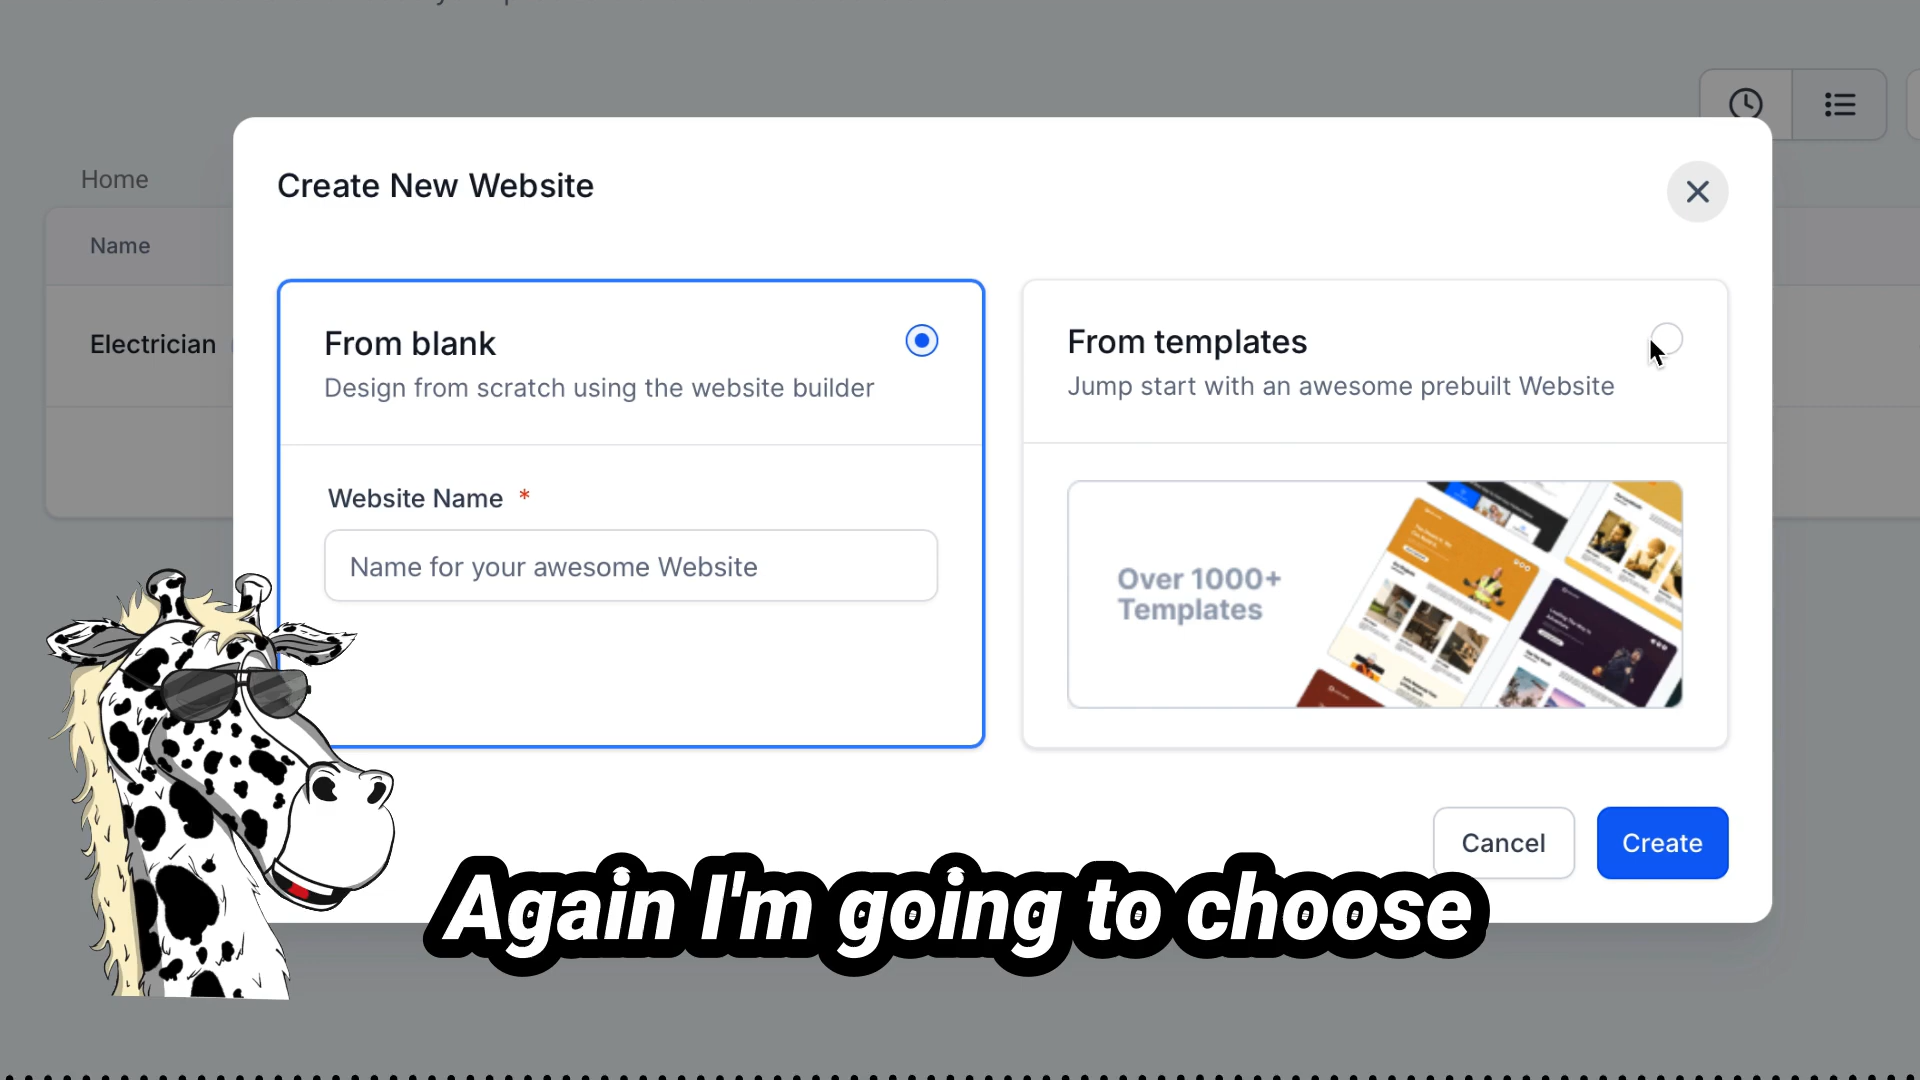 Home
Create New Website
Name
Electrician
From blank
Design from scratch using the website builder
Website Name *
Name for your awesome Website
From templates
Jump start with an awesome prebuilt Website
Over 1000+
Templates
Cancel
Create
Again I'm going to choose